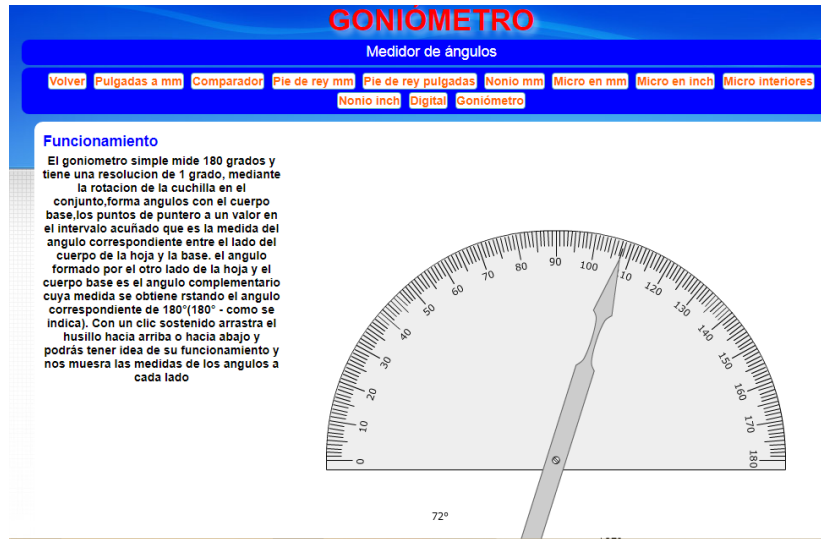 GONIÓMETRO
Medidor de ángulos
Volver Pulgadas a mm Comparador Pie de rey mm Pie de rey pulgadas Nonio mm Micro en mm Micro en inch Micro interiores
Nonio inch Digital Goniómetro
Funcionamiento
El goniometro simple mide 180 grados y
tiene una resolucion de 1 grado, mediante
la rotacion de la cuchilla en el
conjunto,forma angulos con el cuerpo
base,los puntos de puntero a un valor en
el intervalo acuñado que es la medida del
angulo correspondiente entre el lado del
cuerpo de la hoja y la base. el angulo
formado por el otro lado de la hoja y el
cuerpo base es el angulo complementario
cuya medida se obtiene rstando el angulo
correspondiente de 180°(180° - como se
indica). Con un clic sostenido arrastra el
husillo hacia arriba o hacia abajo y
podrás tener idea de su funcionamiento y
nos muesra las medidas de los angulos a
cada lado
0 10 20 30 40 50 60 70 80 90 100 10 120 130 140 150 160 170 180
72º